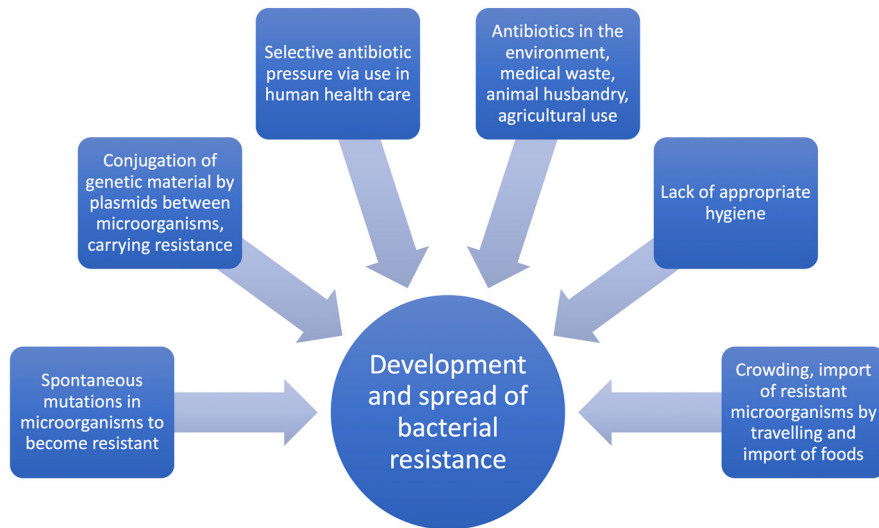 Selective antibiotic
pressure via use in
human health care
Antibiotics in the
environment,
medical waste,
animal husbandry,
agricultural use
Conjugation of
genetic material by
plasmids between
microorganisms,
carrying resistance
Lack of appropriate
hygiene
Spontaneous
mutations in
microorganisms to
become resistant
Development
and spread of
bacterial
resistance
Crowding, import
of resistant
microorganisms by
travelling and
import of foods